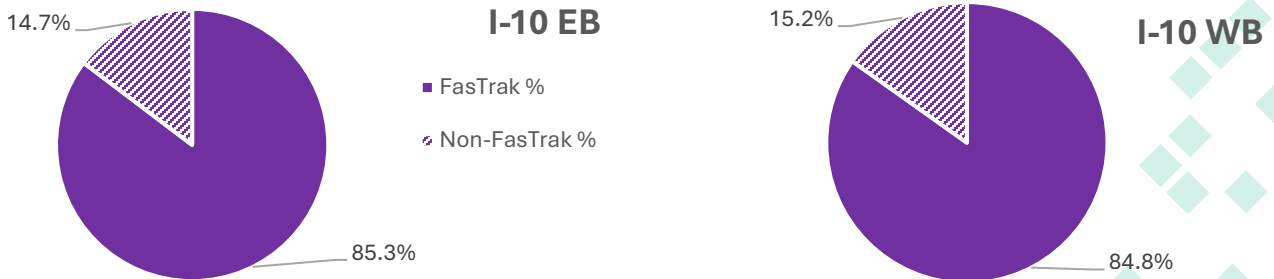 14.7%
I-10 EB
FasTrak %
Non-FasTrak %
85.3%
15.2%
I-10 WB
84.8%